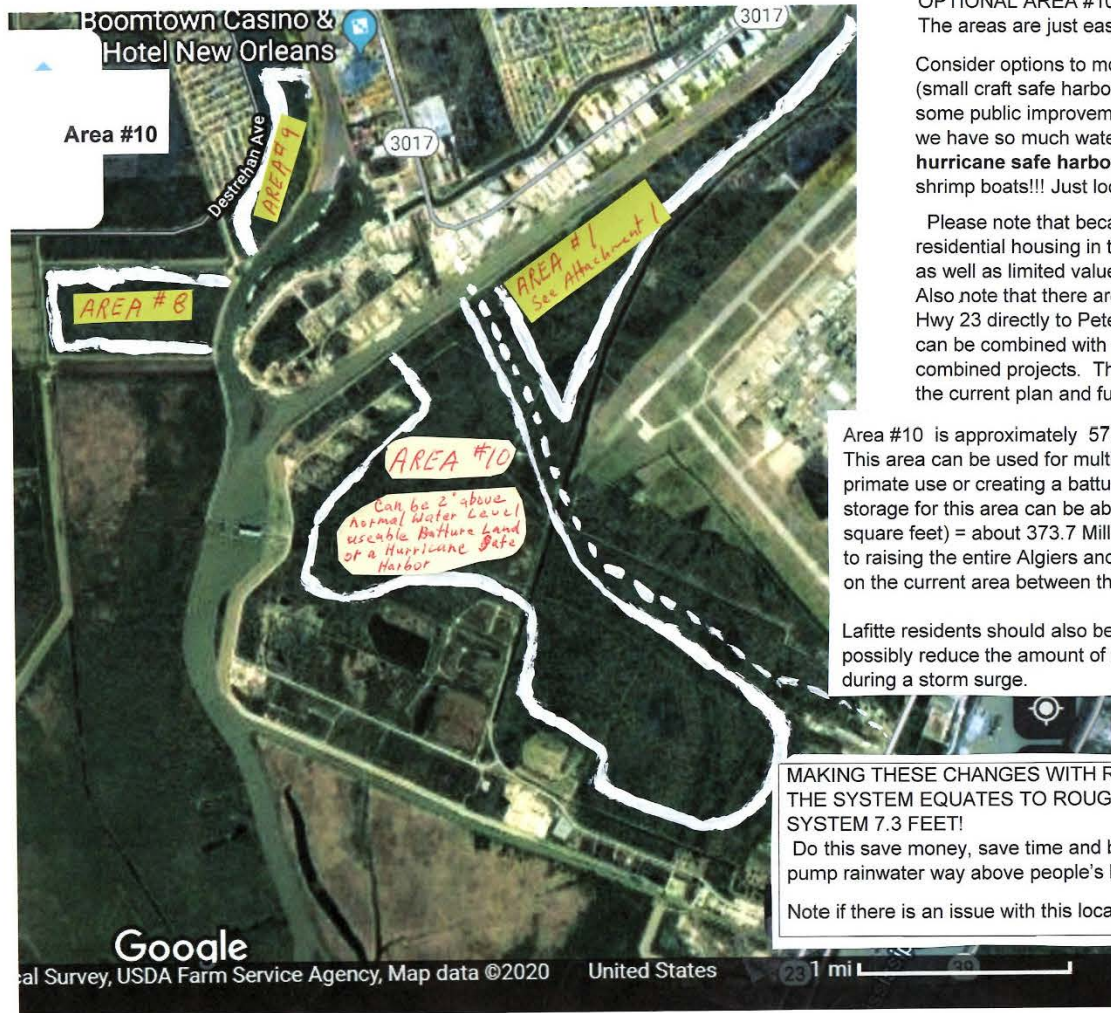 Boomtown Casino &
Hotel New Orleans
3017
Area #10
Destrehan Ave
AREA #9
3017
AREA #8
AREA #1
See Attachment 1
AREA #10
Can be 2' above
normal Water Level
useable Batture Land
or a Hurricane Safe
Harbor
OPTIONAL AREA #10
The areas are just eas
Consider options to mo
(small craft safe harbo
some public improvem
we have so much wate
hurricane safe harbo
shrimp boats!!! Just loo
Please note that beca
residential housing in t
as well as limited value
Also note that there are
Hwy 23 directly to Pete
can be combined with
combined projects. Th
the current plan and fu
Area #10 is approximately 57
This area can be used for mult
primate use or creating a battu
storage for this area can be ab
square feet) = about 373.7 Mill
to raising the entire Algiers and
on the current area between th
Lafitte residents should also be
possibly reduce the amount of
during a storm surge.
MAKING THESE CHANGES WITH R
THE SYSTEM EQUATES TO ROUG
SYSTEM 7.3 FEET!
Do this save money, save time and b
pump rainwater way above people's
Note if there is an issue with this loca
Google
cal Survey, USDA Farm Service Agency, Map data ©2020 United States 23 1 mi 39